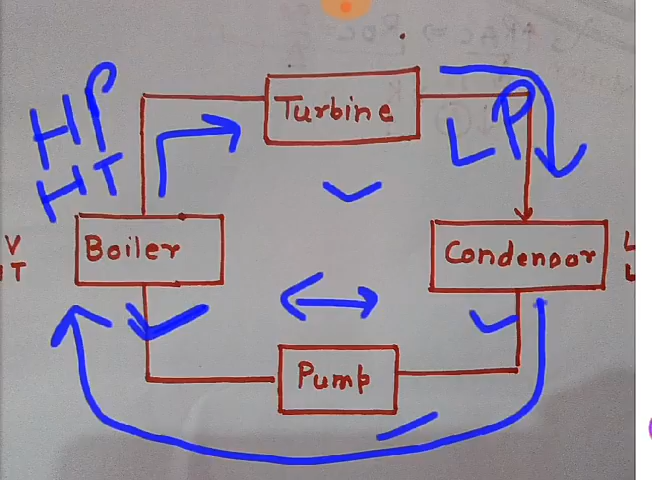 HP
HT
Turbine
LP
Boiler
Condensor
V
T
L
L
Pump